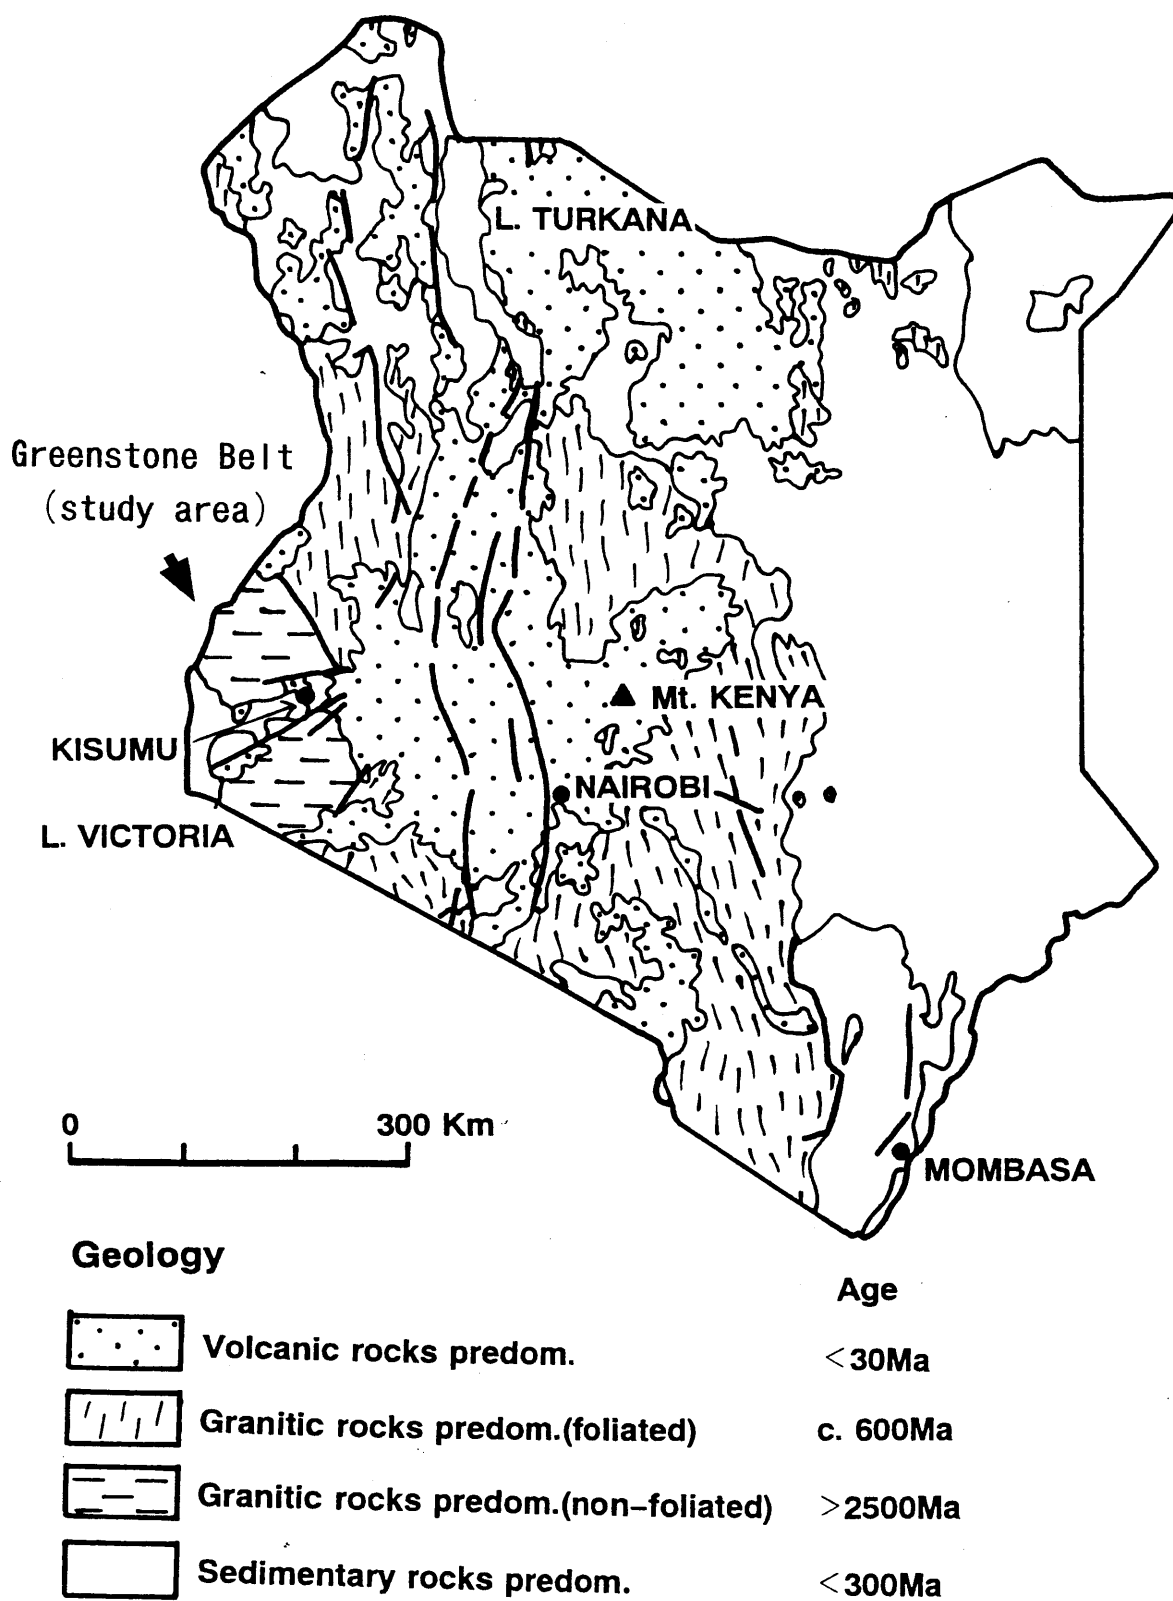 L. TURKANA
Greenstone Belt
(study area)
Mt. KENYA
KISUMU
NAIROBI
L. VICTORIA
0 300 Km
MOMBASA
Geology
Age
Volcanic rocks predom. <30Ma
Granitic rocks predom.(foliated) c. 600Ma
Granitic rocks predom.(non-foliated) >2500Ma
Sedimentary rocks predom. <300Ma